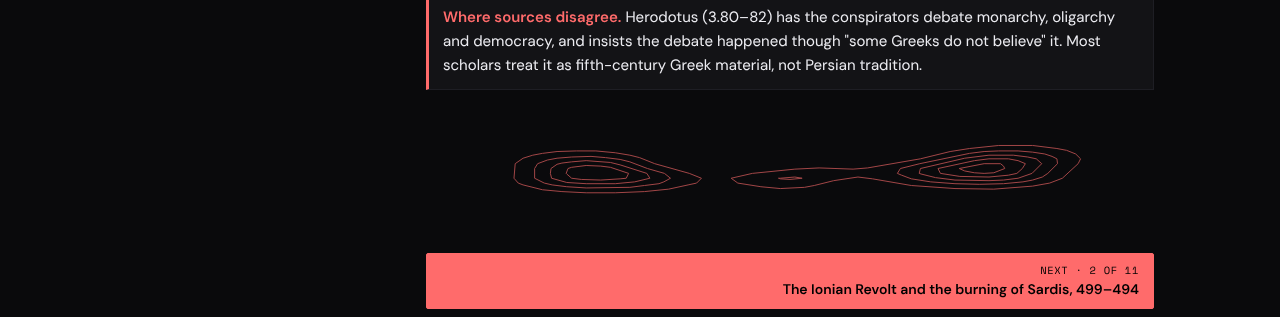 Where sources disagree. Herodotus (3.80–82) has the conspirators debate monarchy, oligarchy
and democracy, and insists the debate happened though "some Greeks do not believe" it. Most
scholars treat it as fifth-century Greek material, not Persian tradition.
NEXT · 2 OF 11
The Ionian Revolt and the burning of Sardis, 499–494